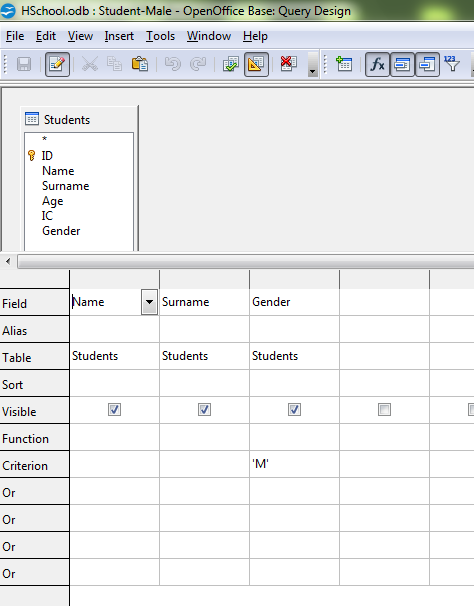 HSchool.odb : Student-Male - OpenOffice Base: Query Design
File Edit View Insert Tools Window Help
fx 123
Students
*
ID
Name
Surname
Age
IC
Gender
Field Name Surname Gender
Alias
Table Students Students Students
Sort
Visible
Function
Criterion 'M'
Or
Or
Or
Or